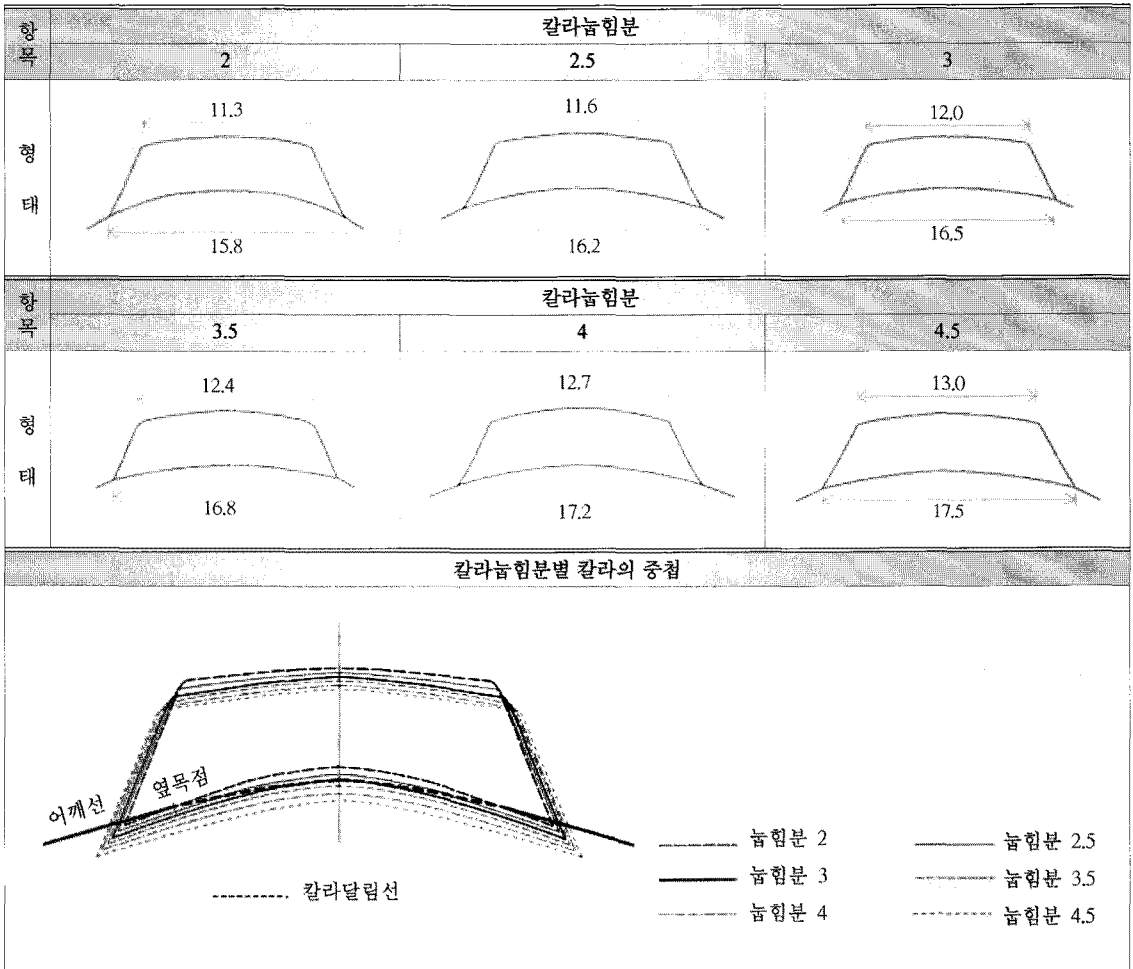 항목 칼라눕힘분
2 2.5 3
형태
11.3 11.6 12.0
15.8 16.2 16.5
항목 칼라눕힘분
3.5 4 4.5
형태
12.4 12.7 13.0
16.8 17.2 17.5
칼라눕힘분별 칼라의 중첩
어깨선 옆목점
칼라달림선
눕힘분 2 눕힘분 2.5
눕힘분 3 눕힘분 3.5
눕힘분 4 눕힘분 4.5